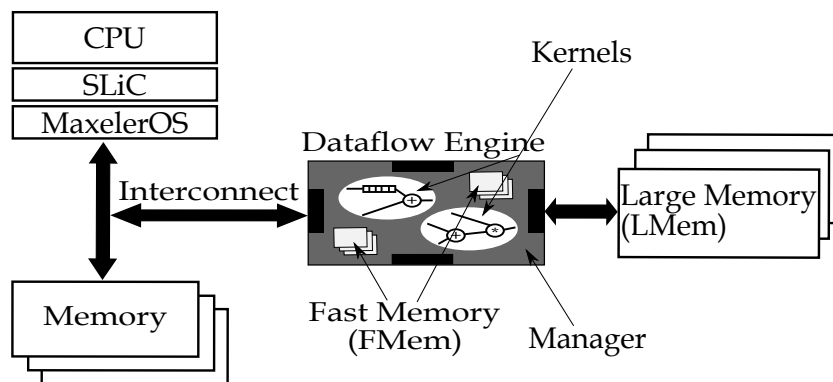 CPU
SLiC
MaxelerOS
Kernels
Dataflow Engine
Interconnect
+
+
*
Large Memory
(LMem)
Memory
Fast Memory
(FMem)
Manager